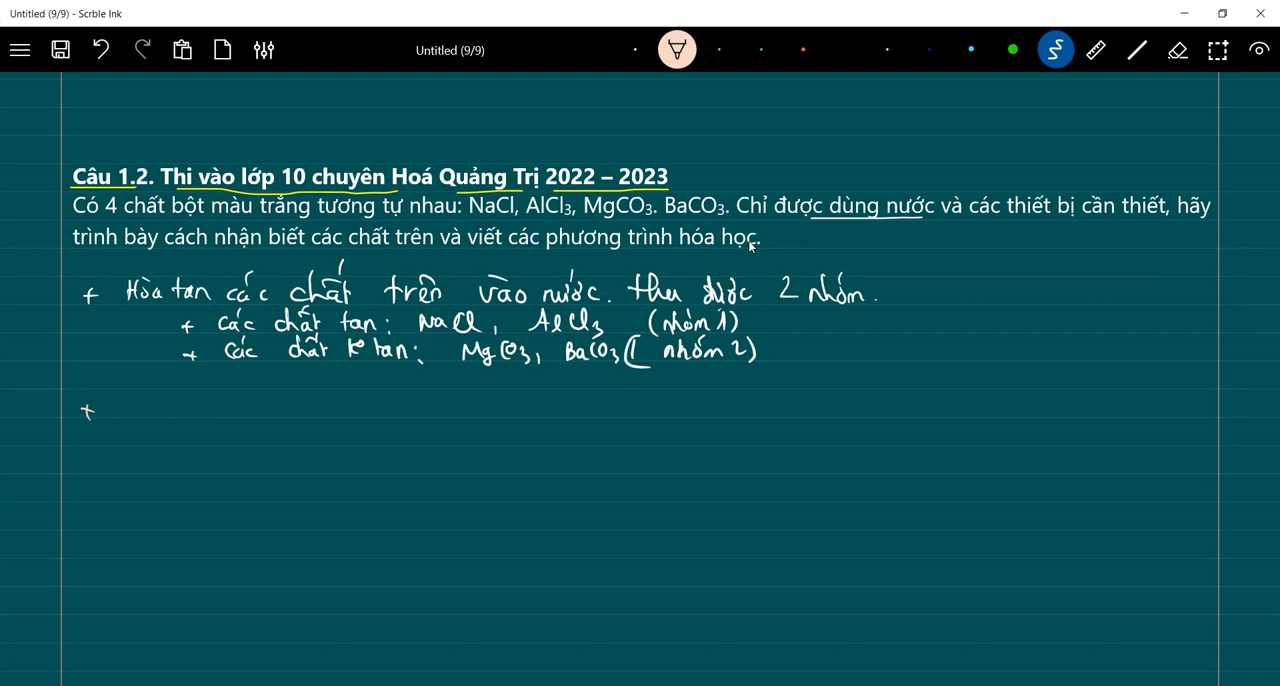 Untitled (9/9) - Scrble Ink
Untitled (9/9)
Câu 1.2. Thi vào lớp 10 chuyên Hoá Quảng Trị 2022 – 2023
Có 4 chất bột màu trắng tương tự nhau: NaCl, AlCl₃, MgCO₃. BaCO₃. Chỉ được dùng nước và các thiết bị cần thiết, hãy
trình bày cách nhận biết các chất trên và viết các phương trình hóa học.
+ Hòa tan các chất trên vào nước. thu được 2 nhóm.
+ các chất tan: NaCl, AlCl₃ (nhóm 1)
+ các chất k° tan: MgCO₃, BaCO₃ ( nhóm 2)
+